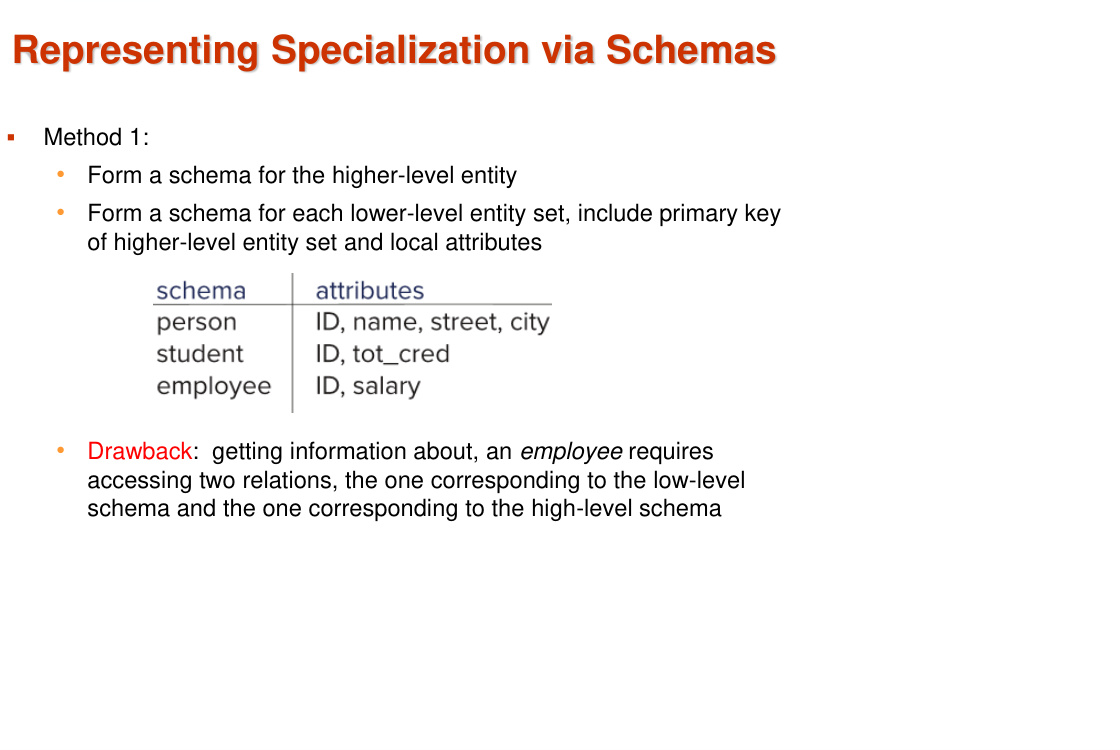 Representing Specialization via Schemas
▪ Method 1:
• Form a schema for the higher-level entity
• Form a schema for each lower-level entity set, include primary key
of higher-level entity set and local attributes
schema attributes
person ID, name, street, city
student ID, tot_cred
employee ID, salary
• Drawback:  getting information about, an employee requires
accessing two relations, the one corresponding to the low-level
schema and the one corresponding to the high-level schema